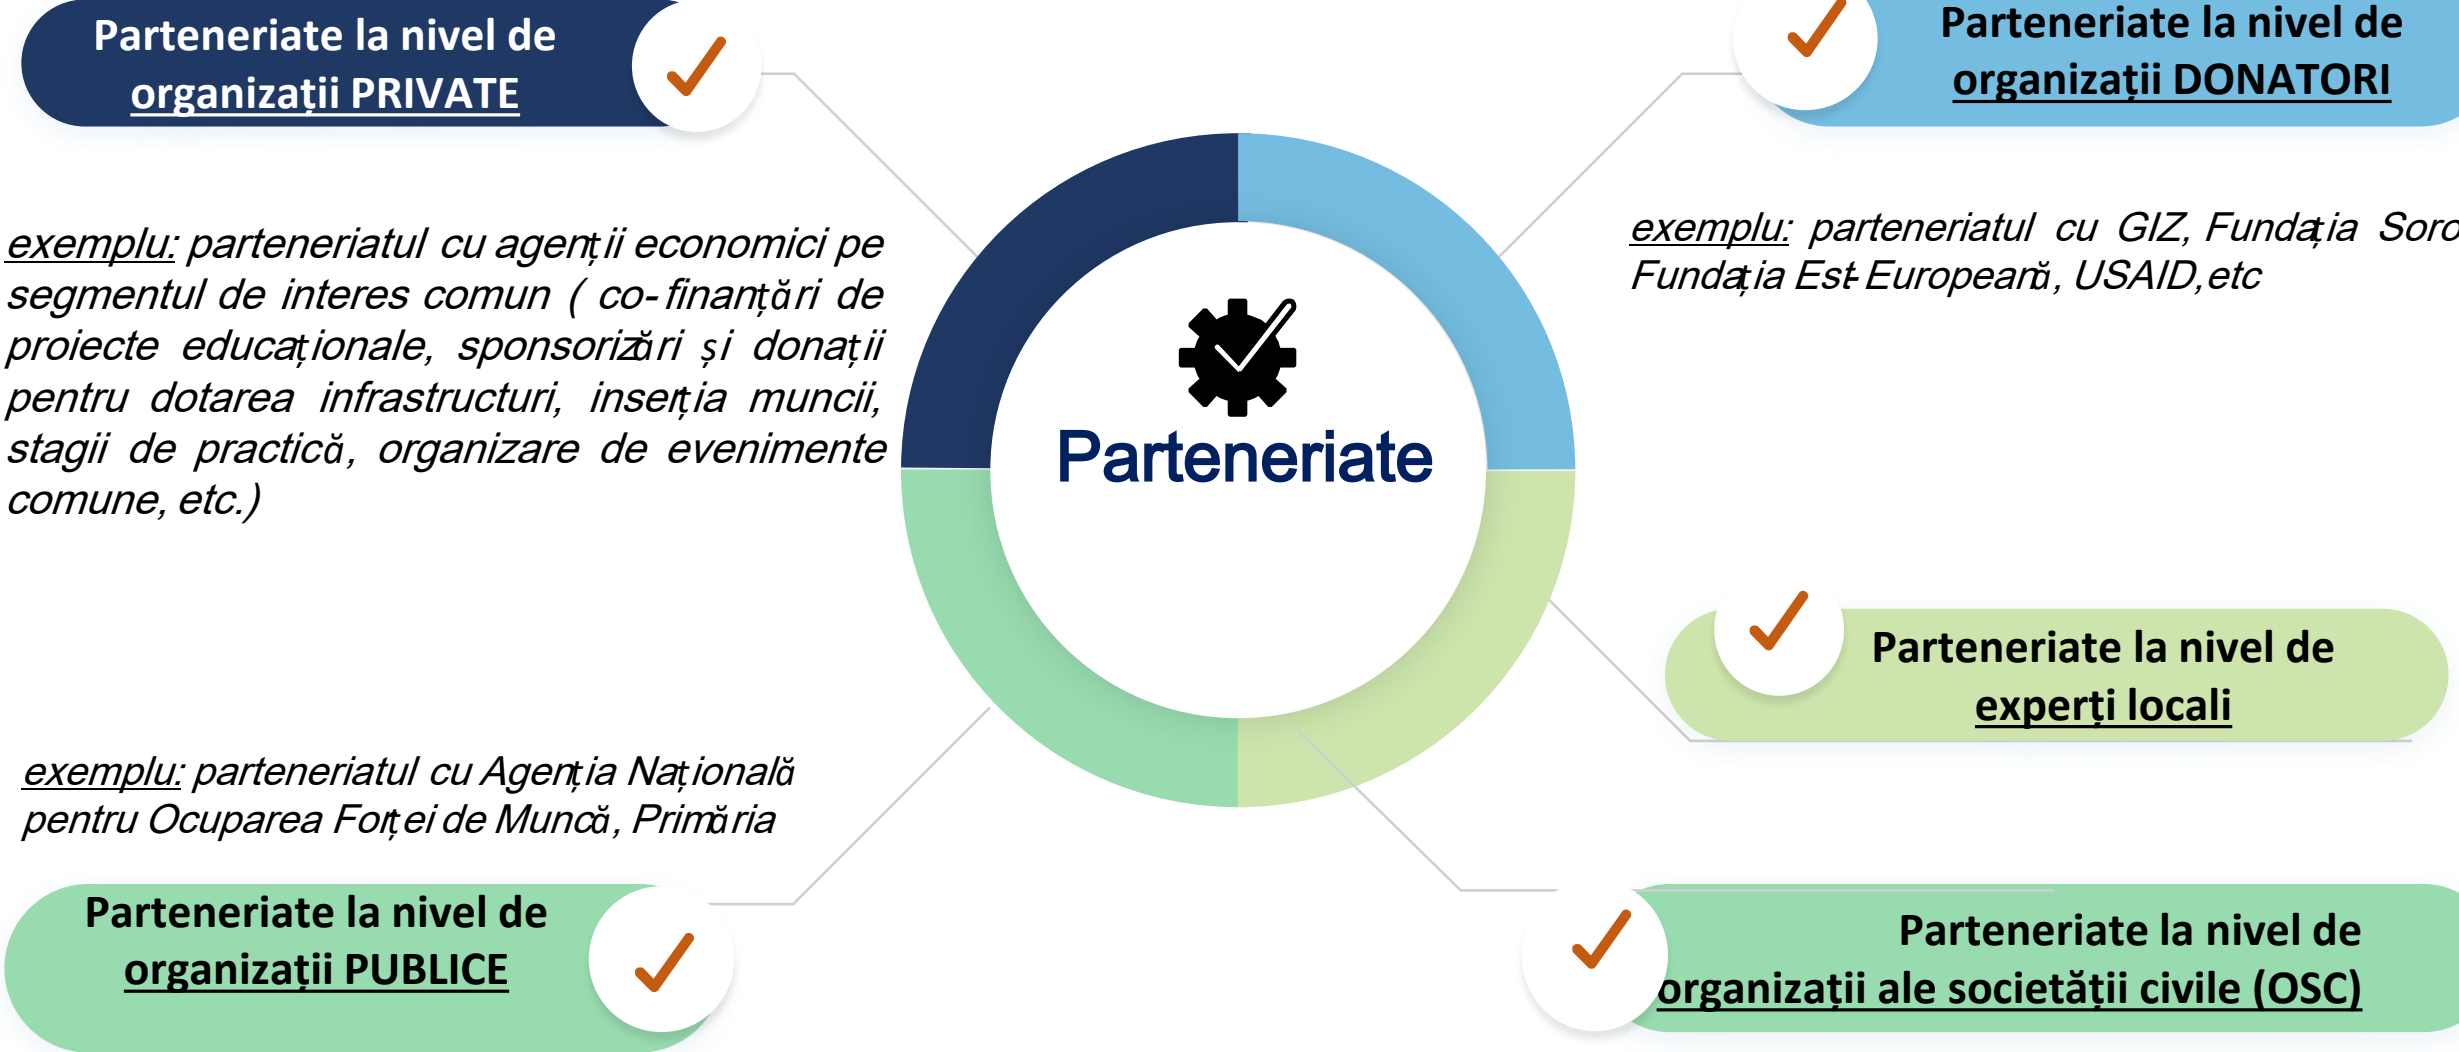 Parteneriate la nivel de
organizații PRIVATE
exemplu: parteneriatul cu agenții economici pe
segmentul de interes comun ( co-finanțări de
proiecte educaționale, sponsorizări și donații
pentru dotarea infrastructuri, inserția muncii,
stagii de practică, organizare de evenimente
comune, etc.)
Parteneriate la nivel de
organizații DONATORI
exemplu: parteneriatul cu GIZ, Fundația
Fundația Est-Europeană, USAID,etc
Parteneriate
Parteneriate la nivel de
experți locali
exemplu: parteneriatul cu Agenția Națională
pentru Ocuparea Forței de Muncă, Primăria
Parteneriate la nivel de
organizații PUBLICE
Parteneriate la nivel de
organizații ale societății civile (OSC)